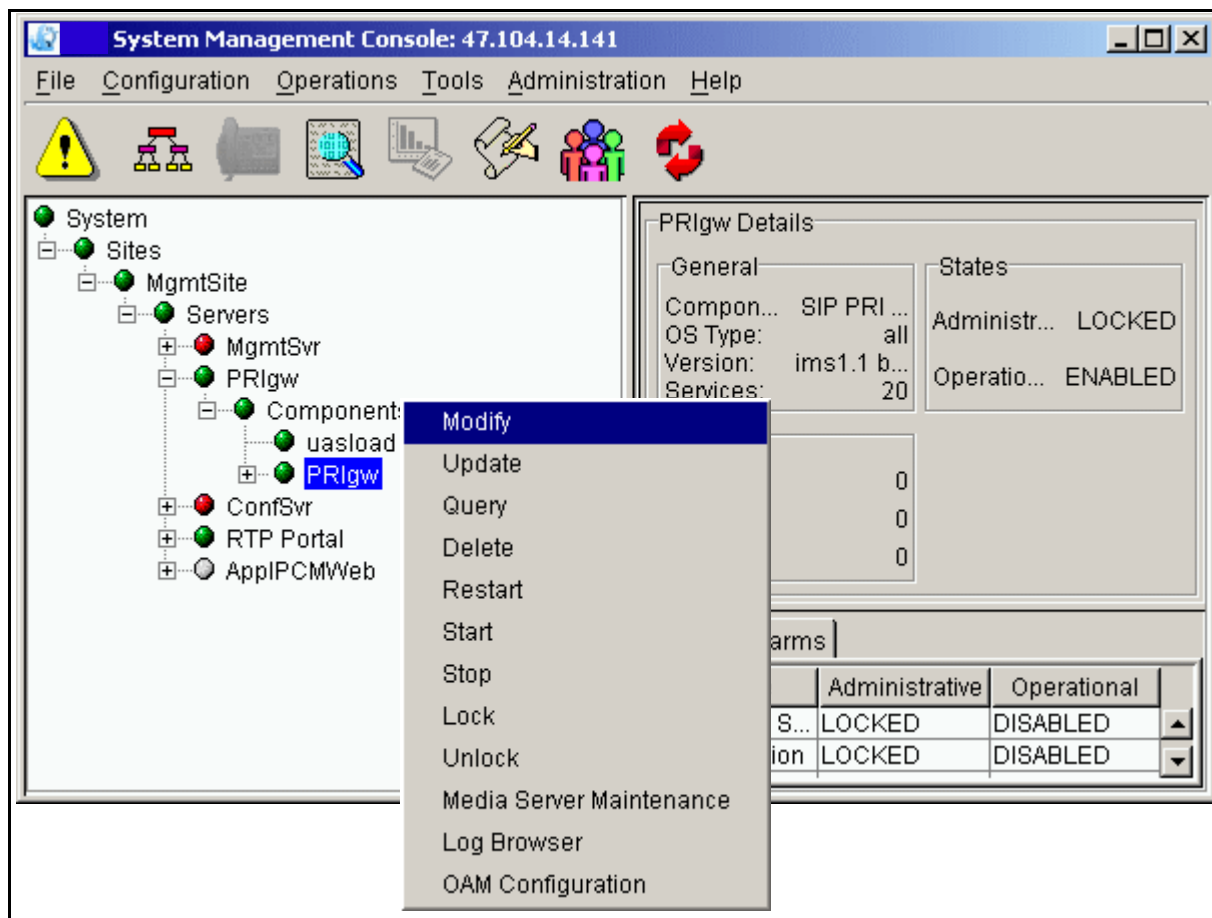 System Management Console: 47.104.14.141
File Configuration Operations Tools Administration Help
System
Sites
MgmtSite
Servers
MgmtSvr
PRIgw
Components
uasload
PRIgw
ConfSvr
RTP Portal
ApplPCMWeb
PRIgw Details
General
Compon... SIP PRI ...
OS Type: all
Version: ims1.1 b...
Services: 20
States
Administr... LOCKED
Operatio... ENABLED
0
0
0
Modify
Update
Query
Delete
Restart
Start
Stop
Lock
Unlock
Media Server Maintenance
Log Browser
OAM Configuration
arms
Administrative Operational
S... LOCKED DISABLED
ion LOCKED DISABLED